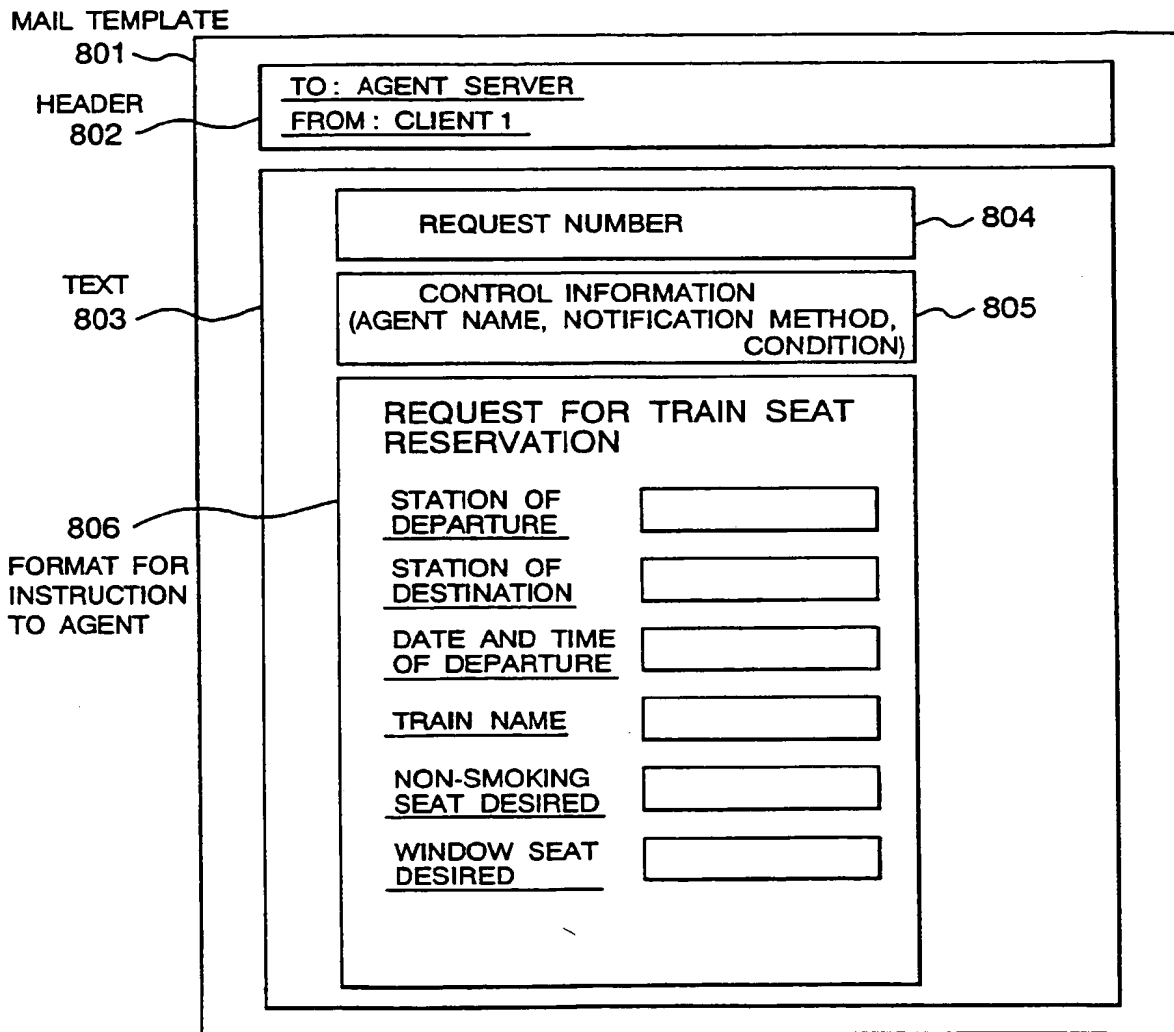 MAIL TEMPLATE
801
HEADER
802
TO : AGENT SERVER
FROM : CLIENT 1
TEXT
803
REQUEST NUMBER
804
CONTROL INFORMATION
(AGENT NAME, NOTIFICATION METHOD,
CONDITION)
805
806
FORMAT FOR
INSTRUCTION
TO AGENT
REQUEST FOR TRAIN SEAT
RESERVATION
STATION OF
DEPARTURE
STATION OF
DESTINATION
DATE AND TIME
OF DEPARTURE
TRAIN NAME
NON-SMOKING
SEAT DESIRED
WINDOW SEAT
DESIRED